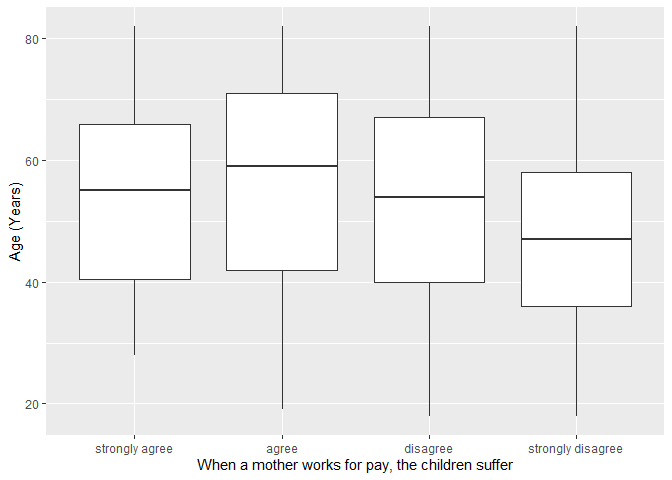 80
60
40
20
Age (Years)
strongly agree agree disagree strongly disagree
When a mother works for pay, the children suffer